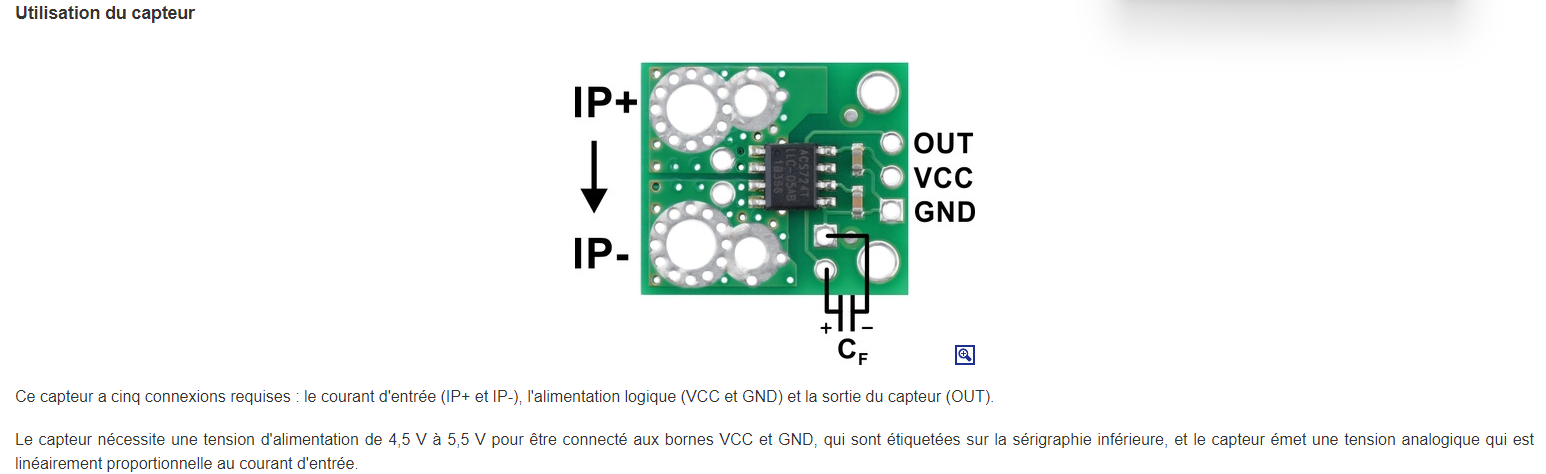 Utilisation du capteur
IP+
OUT
VCC
GND
IP-
ACS724T
LLC-05AB
+ –
CF
Ce capteur a cinq connexions requises : le courant d'entrée (IP+ et IP-), l'alimentation logique (VCC et GND) et la sortie du capteur (OUT).
Le capteur nécessite une tension d'alimentation de 4,5 V à 5,5 V pour être connecté aux bornes VCC et GND, qui sont étiquetées sur la sérigraphie inférieure, et le capteur émet une tension analogique qui est
linéairement proportionnelle au courant d'entrée.